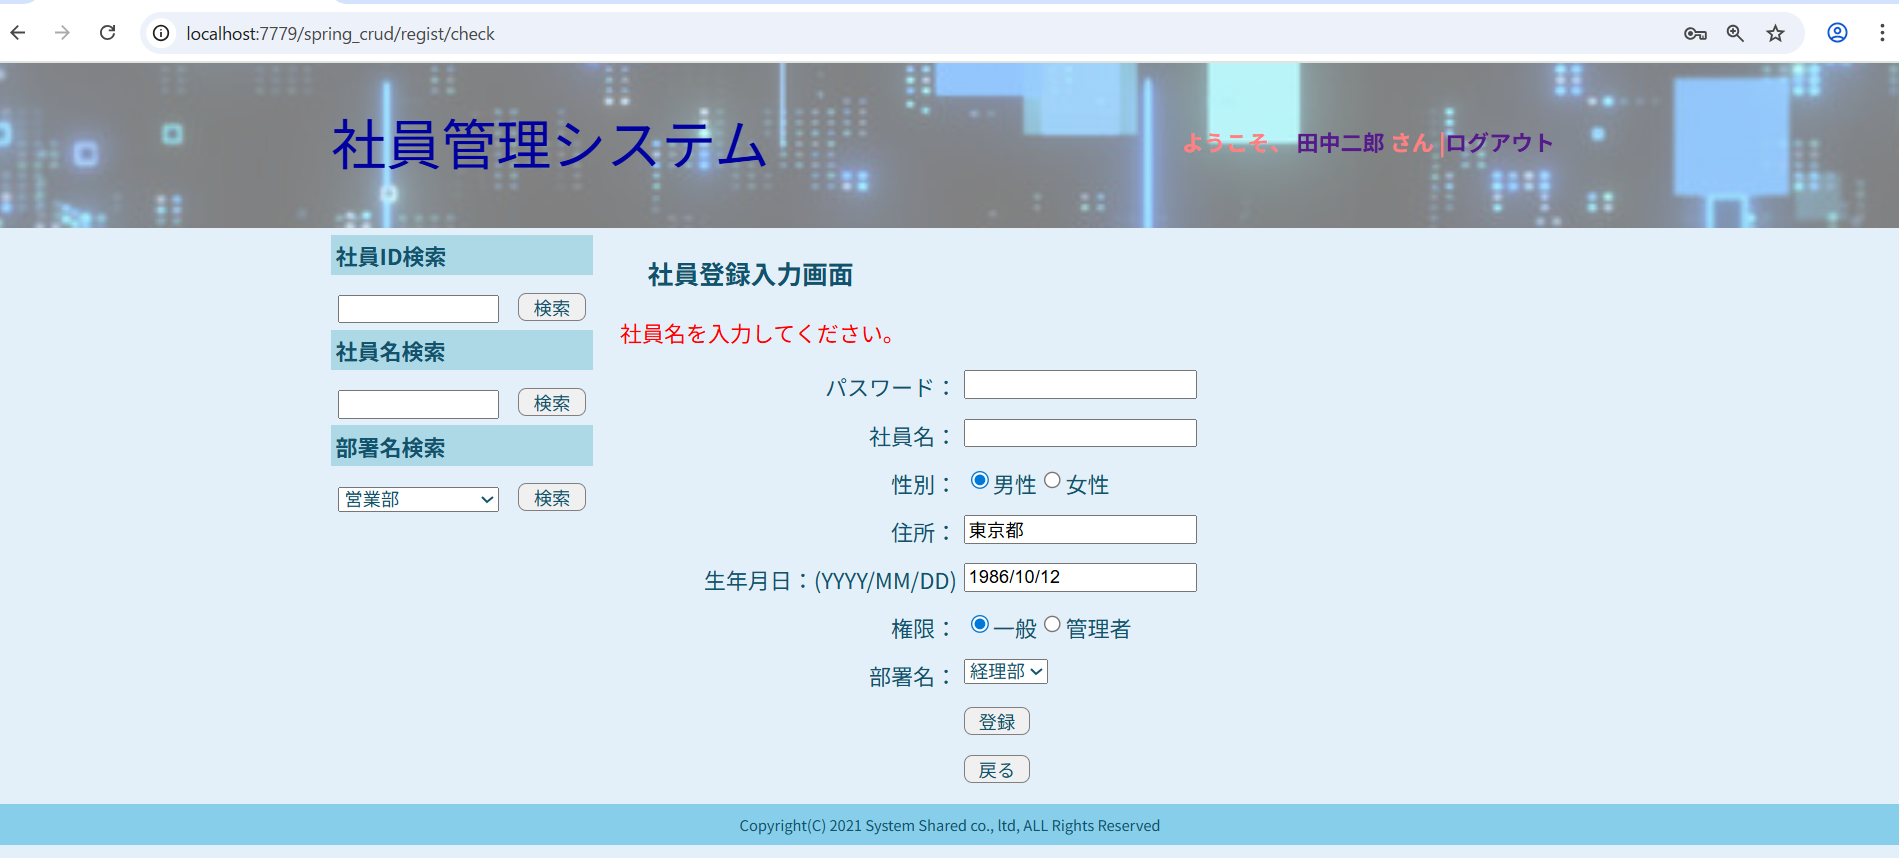 localhost:7779/spring_crud/regist/check
社員管理システム
ようこそ、 田中二郎 さん |ログアウト
社員ID検索
検索
社員名検索
検索
部署名検索
営業部 検索
社員登録入力画面
社員名を入力してください。
パスワード：
社員名：
性別： 男性 女性
住所： 東京都
生年月日：(YYYY/MM/DD) 1986/10/12
権限： 一般 管理者
部署名： 経理部
登録
戻る
Copyright(C) 2021 System Shared co., ltd, ALL Rights Reserved